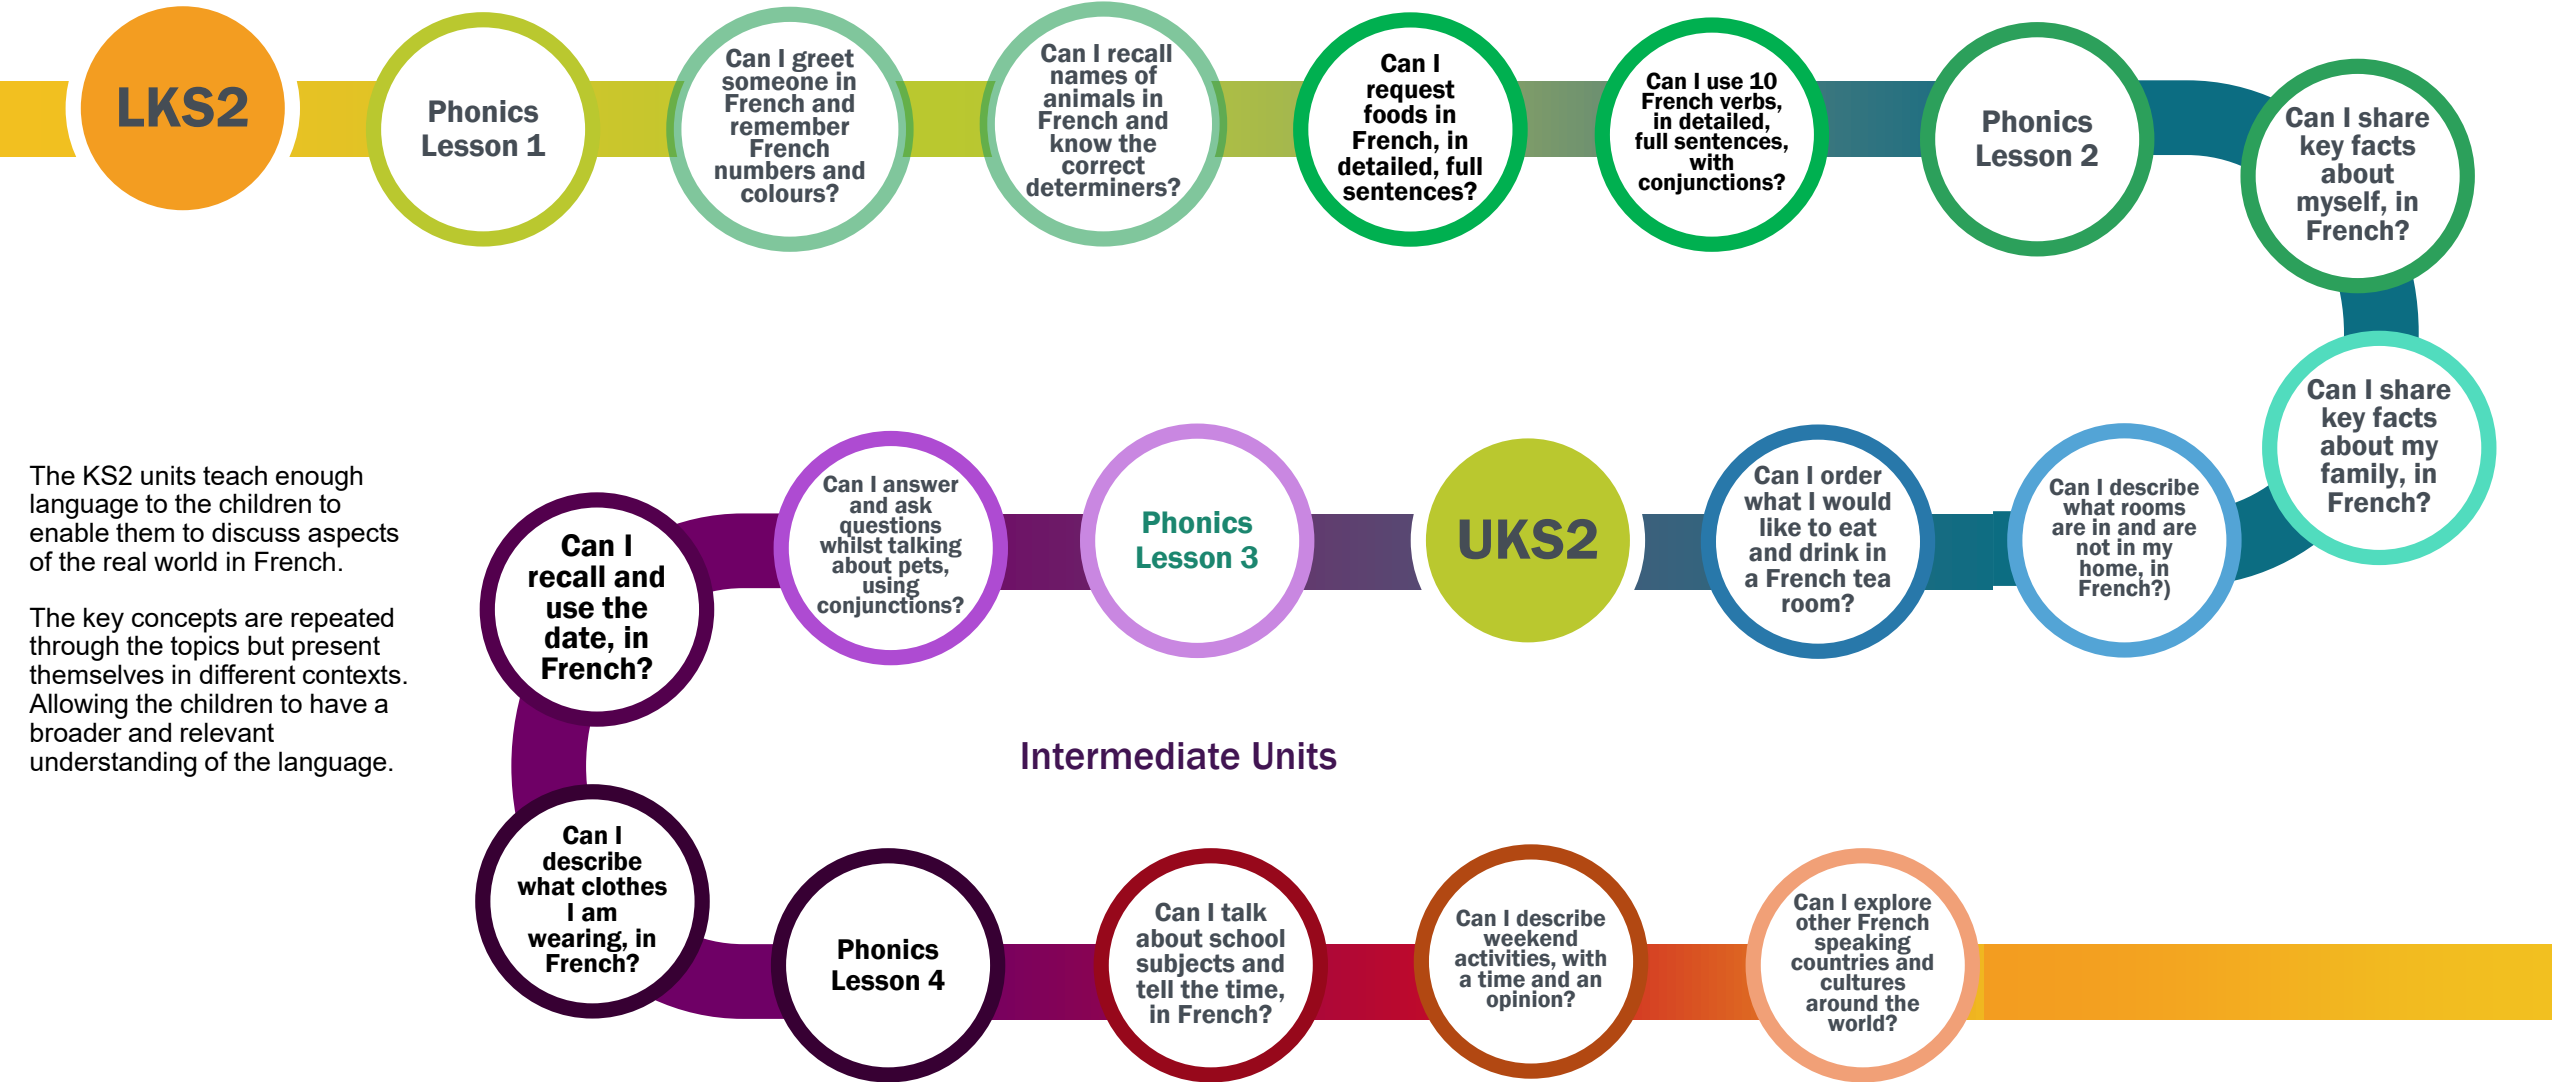 LKS2
Phonics
Lesson 1
Can I greet
someone in
French and
remember
French
numbers and
colours?
Can I recall
names of
animals in
French and
know the
correct
determiners?
Can I
request
foods in
French, in
detailed, full
sentences?
Can I use 10
French verbs,
in detailed,
full sentences,
with
conjunctions?
Phonics
Lesson 2
Can I share
key facts
about
myself, in
French?
Can I share
key facts
about my
family, in
French?
Can I describe
what rooms
are in and are
not in my
home, in
French?)
Can I order
what I would
like to eat
and drink in
a French tea
room?
UKS2
Phonics
Lesson 3
Can I answer
and ask
questions
whilst talking
about pets,
using
conjunctions?
Can I
recall and
use the
date, in
French?
The KS2 units teach enough
language to the children to
enable them to discuss aspects
of the real world in French.
The key concepts are repeated
through the topics but present
themselves in different contexts.
Allowing the children to have a
broader and relevant
understanding of the language.
Intermediate Units
Can I
describe
what clothes
I am
wearing, in
French?
Phonics
Lesson 4
Can I talk
about school
subjects and
tell the time,
in French?
Can I describe
weekend
activities, with
a time and an
opinion?
Can I explore
other French
speaking
countries and
cultures
around the
world?